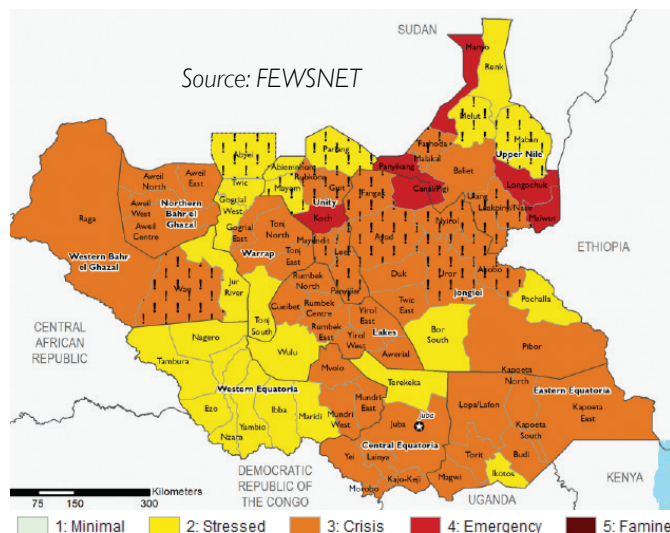 SUDAN
Source: FEWSNET
Manyo
Renk
Melut
Maban
Abyei
Pariang
Fashoda
Upper Nile
Abiemnhom
Rubkona
Malakal
Panyikang
Baliet
Aweil
North
Aweil
East
Twic
Mayom
Guit
Fangak
Canal/Pigi
Longochuk
Northern
Bahr el
Ghazal
Gogrial
West
Unity
Ulang
Luakpiny/Nasir
Raga
Aweil
West
Aweil
Centre
Gogrial
East
Tonj
North
Koch
Nyirol
Maiwut
Warrap
Mayendit
Leer
Ayod
ETHIOPIA
Western Bahr
el Ghazal
Tonj
East
Wau
Jur
River
Rumbek
North
Panyijiar
Duk
Uror
Akobo
Cueibet
Rumbek
Centre
Yirol
East
Twic
East
Jonglei
Pochalla
CENTRAL
AFRICAN
REPUBLIC
Tonj
South
Rumbek
East
Yirol
West
Lakes
Bor
South
Nagero
Wulu
Awerial
Pibor
Tambura
Mvolo
Terekeka
Kapoeta
North
Western Equatoria
Mundri
East
Eastern Equatoria
Ezo
Ibba
Maridi
Mundri
West
Juba
Juba
Lopa/Lafon
Kapoeta
East
Yambio
Nzara
Central Equatoria
Kapoeta
South
Yei
Lainya
Torit
Budi
DEMOCRATIC
REPUBLIC OF
THE CONGO
Kajo-Keji
Morobo
Magwi
Ikotos
KENYA
UGANDA
Kilometers
75
150
300
1: Minimal
2: Stressed
3: Crisis
4: Emergency
5: Famine